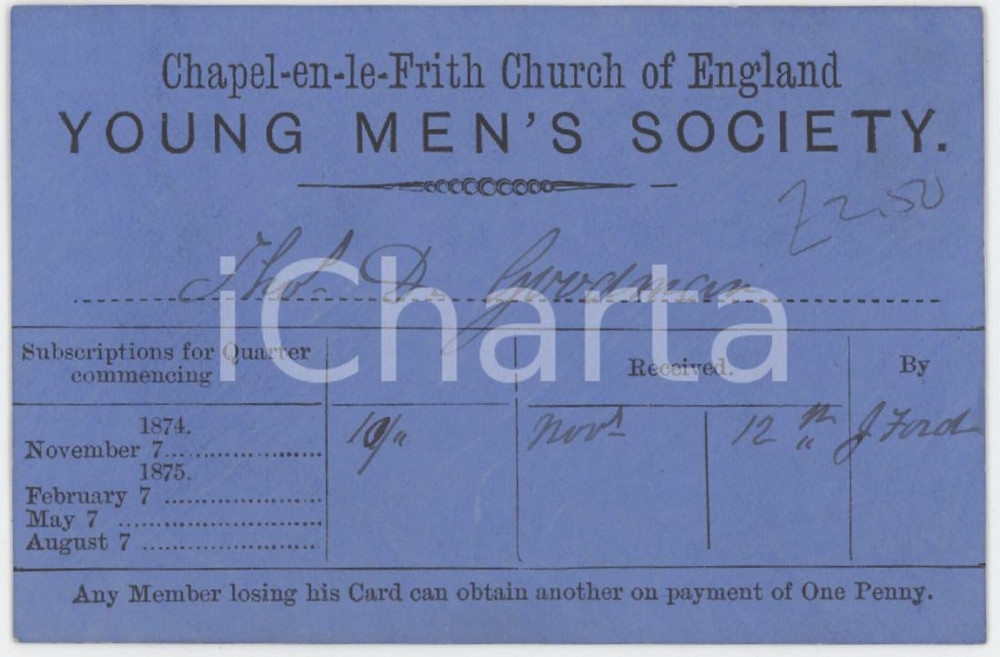 Chapel-en-le-Frith Church of England
YOUNG MEN'S SOCIETY.
£2.50
Thos. D. Goodman
iCharta
Subscriptions for Quarter commencing
Received.
By
1874.
November 7
Novr
12th
J Ford
1875.
February 7
May 7
August 7
Any Member losing his Card can obtain another on payment of One Penny.